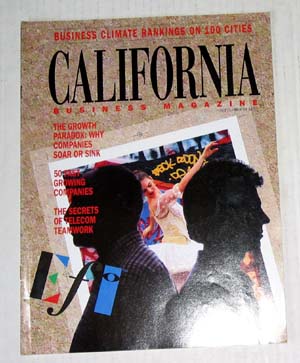 BUSINESS CLIMATE RANKINGS ON 100 CITIES
CALIFORNIA
BUSINESS MAGAZINE
THE GROWTH
PARADOX: WHY
COMPANIES
SOAR OR SINK
GROWING
COMPANIES
THE SECRETS
OF TELECOM
TEAMWORK